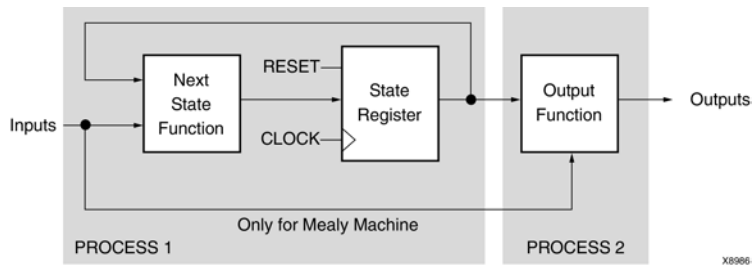 Inputs
Next
State
Function
RESET
CLOCK
State
Register
Output
Function
Outputs
Only for Mealy Machine
PROCESS 1
PROCESS 2
X8986